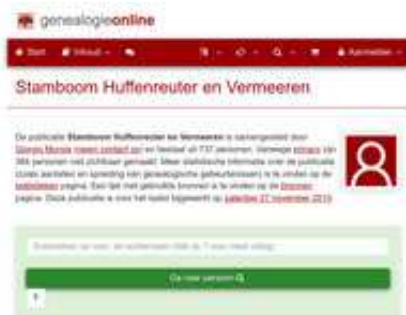 genealogieonline
Start Inhoud Aanmelden
Stamboom Huffenreuter en Vermeeren
De publicatie Stamboom Huffenreuter en Vermeeren is samengesteld door
(neem contact op) en bestaat uit 737 personen. Vanwege privacy zijn
384 personen niet zichtbaar gemaakt. Meer statistische informatie over de publicatie
(zoals aantallen en spreiding van genealogische gebeurtenissen) is te vinden op de
statistieken pagina. Een lijst met gebruikte bronnen is te vinden op de bronnen
pagina. Deze publicatie is voor het laatst bijgewerkt op zaterdag 27 november
Ga naar persoon